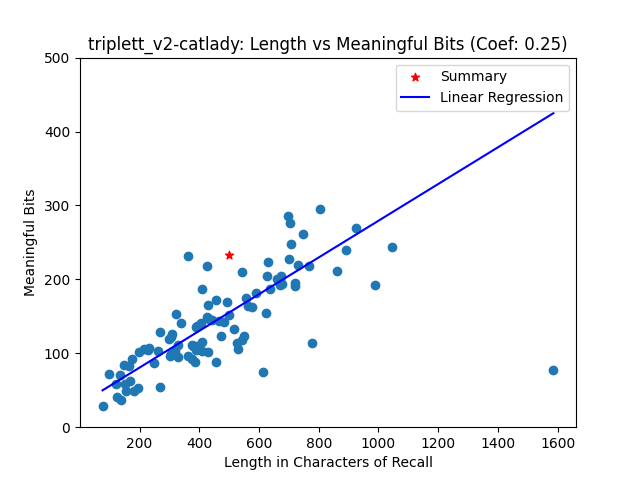 triplett_v2-catlady: Length vs Meaningful Bits (Coef: 0.25)
Summary
Linear Regression
Meaningful Bits
500
400
300
200
100
0
200 400 600 800 1000 1200 1400 1600
Length in Characters of Recall